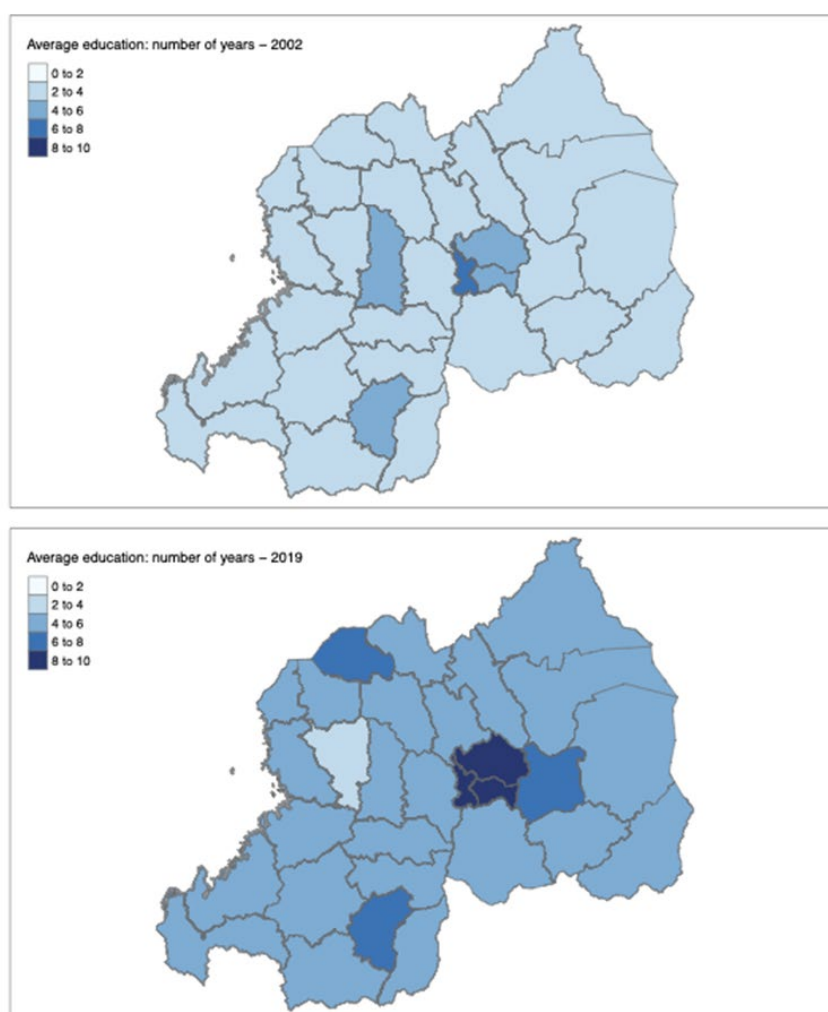 Average education: number of years – 2002
0 to 2
2 to 4
4 to 6
6 to 8
8 to 10
Average education: number of years – 2019
0 to 2
2 to 4
4 to 6
6 to 8
8 to 10